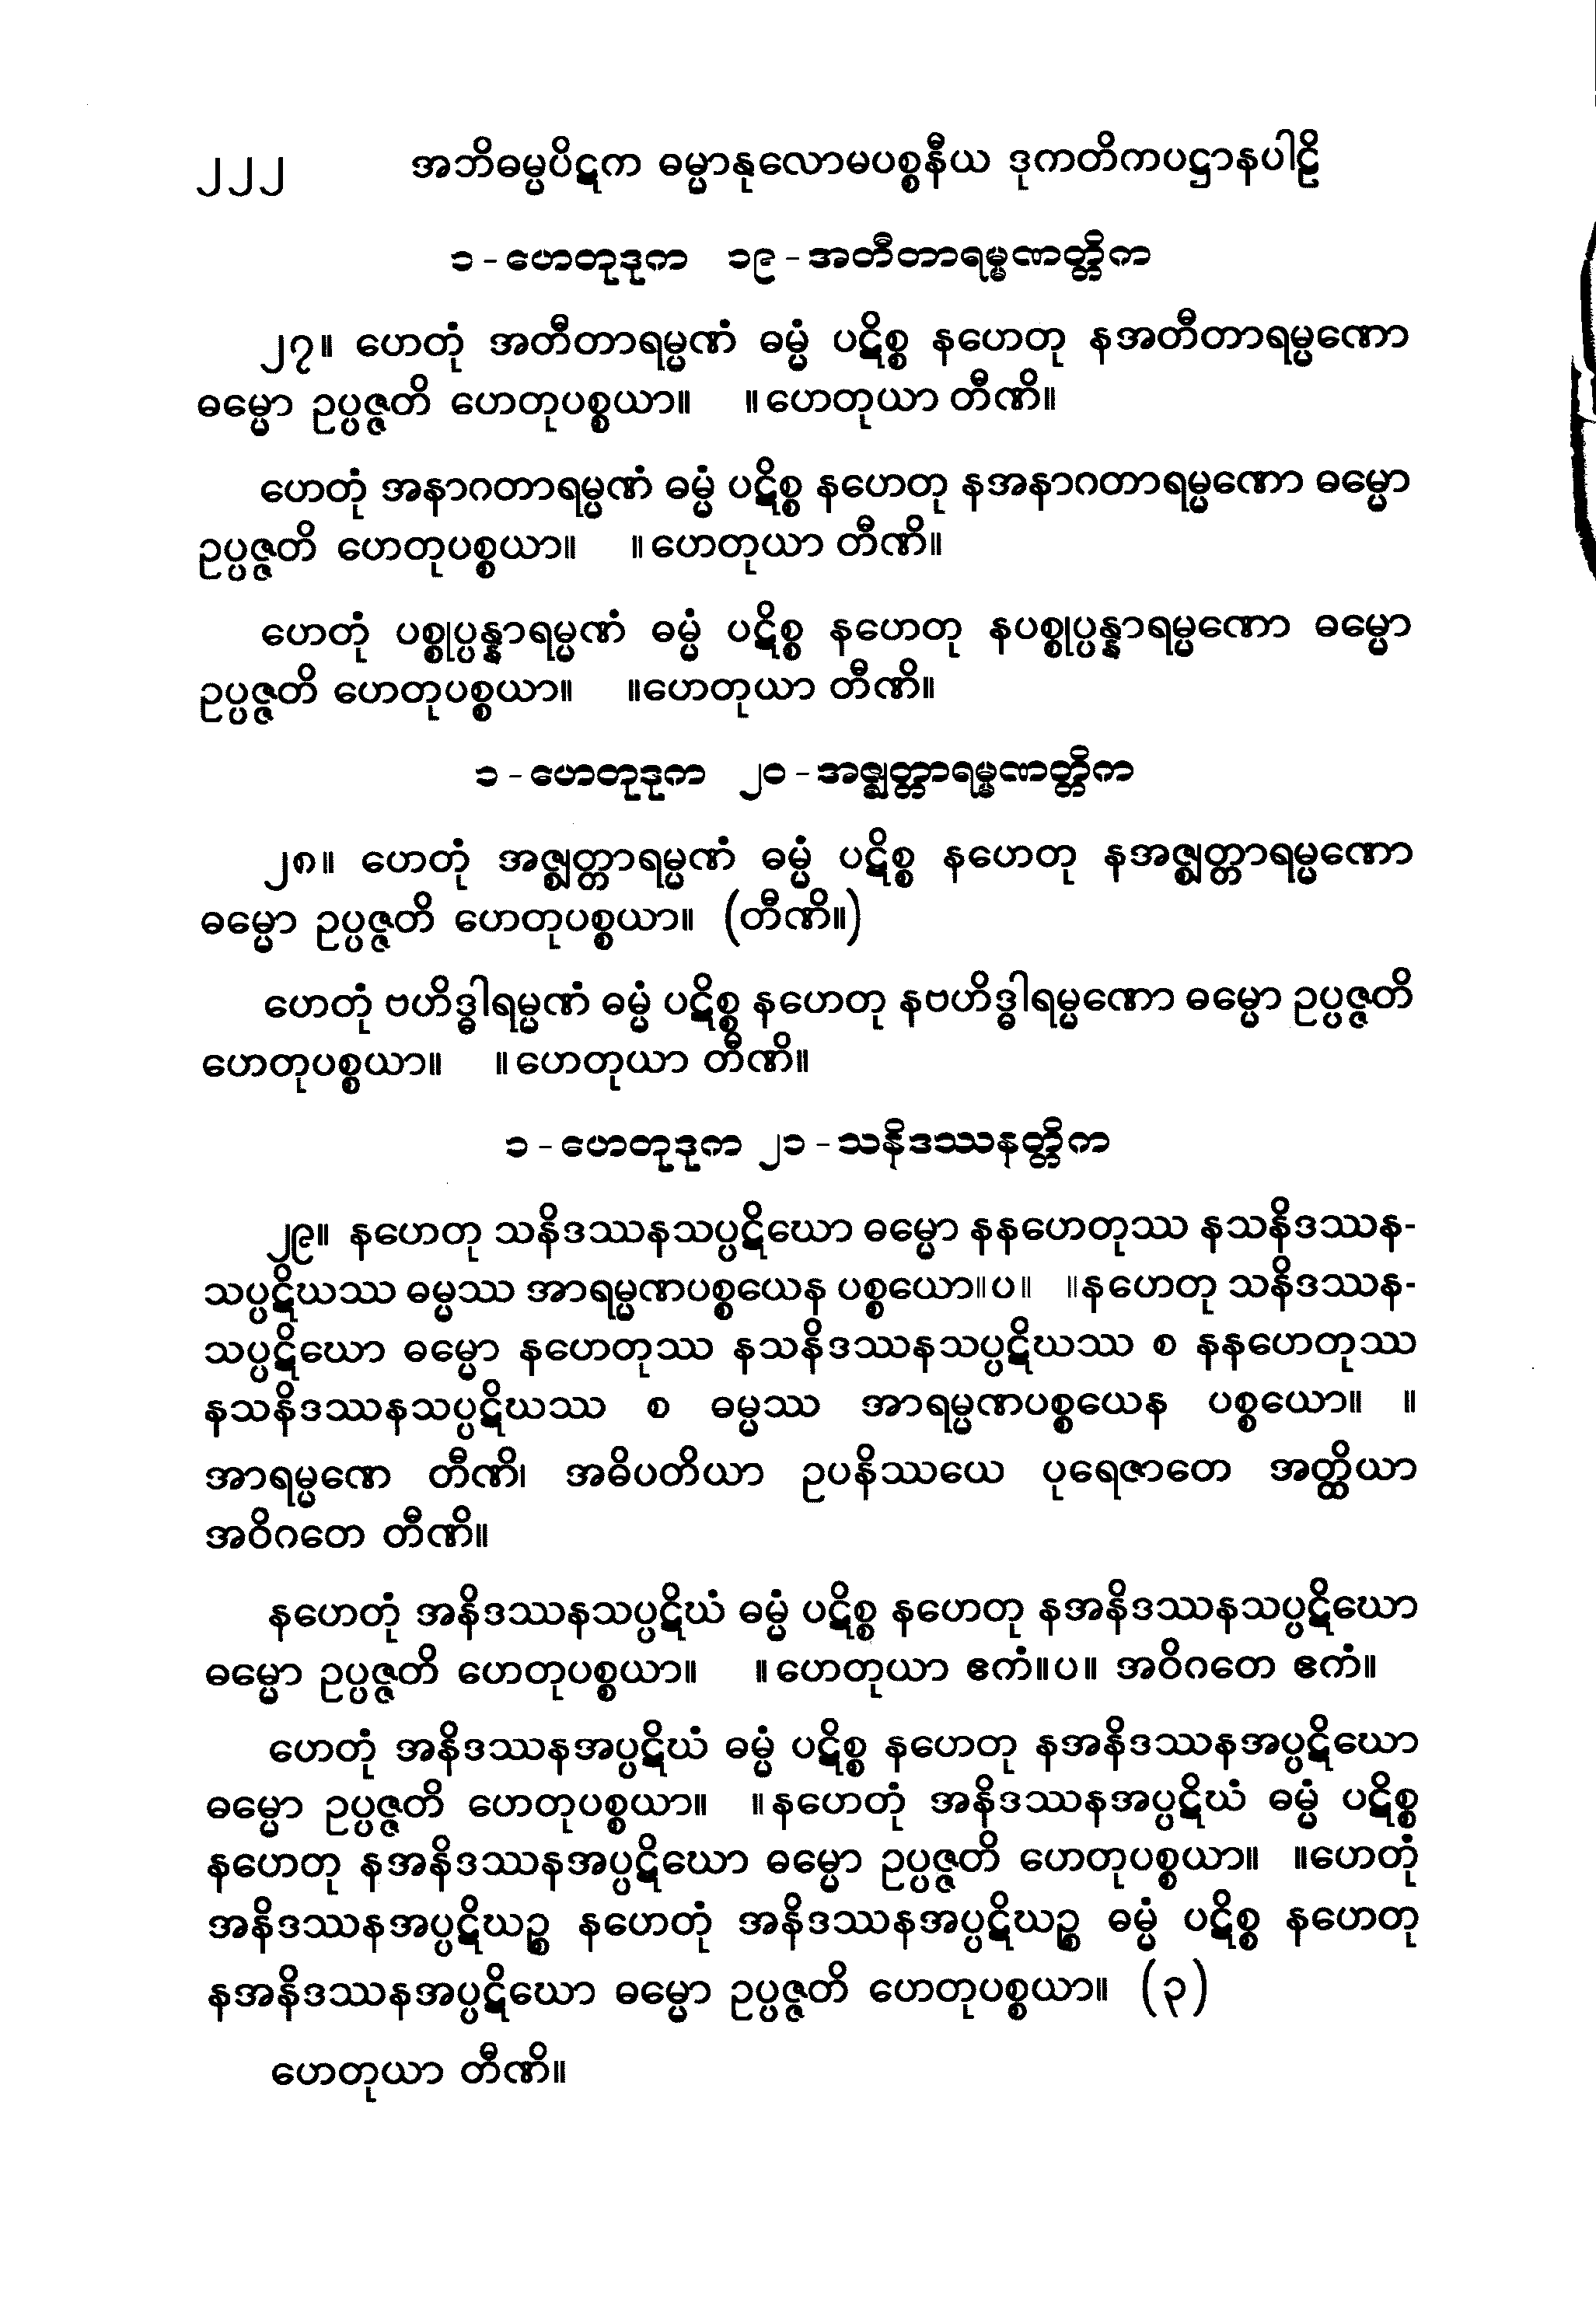 ၂၂၂ အဘိဓမ္မပိဋက ဓမ္မာနုလောမပစ္စနီယ ဒုကတိကပဋ္ဌာနပါဠိ
၁ - ဟေတုဒုက ၁၉ - အတီတာရမ္မဏတ္တိက
၂၇။ ဟေတုံ အတီတာရမ္မဏံ ဓမ္မံ ပဋိစ္စ နဟေတု နအတီတာရမ္မဏော
ဓမ္မော ဥပ္ပဇ္ဇတိ ဟေတုပစ္စယာ။ ။ဟေတုယာ တီဏိ။
ဟေတုံ အနာဂတာရမ္မဏံ ဓမ္မံ ပဋိစ္စ နဟေတု နအနာဂတာရမ္မဏော ဓမ္မော
ဥပ္ပဇ္ဇတိ ဟေတုပစ္စယာ။ ။ဟေတုယာ တီဏိ။
ဟေတုံ ပစ္စုပ္ပန္နာရမ္မဏံ ဓမ္မံ ပဋိစ္စ နဟေတု နပစ္စုပ္ပန္နာရမ္မဏော ဓမ္မော
ဥပ္ပဇ္ဇတိ ဟေတုပစ္စယာ။ ။ဟေတုယာ တီဏိ။
၁ - ဟေတုဒုက ၂၀ - အဇ္ဈတ္တာရမ္မဏတ္တိက
၂၈။ ဟေတုံ အဇ္ဈတ္တာရမ္မဏံ ဓမ္မံ ပဋိစ္စ နဟေတု နအဇ္ဈတ္တာရမ္မဏော
ဓမ္မော ဥပ္ပဇ္ဇတိ ဟေတုပစ္စယာ။ (တီဏိ။)
ဟေတုံ ဗဟိဒ္ဓါရမ္မဏံ ဓမ္မံ ပဋိစ္စ နဟေတု နဗဟိဒ္ဓါရမ္မဏော ဓမ္မော ဥပ္ပဇ္ဇတိ
ဟေတုပစ္စယာ။ ။ဟေတုယာ တီဏိ။
၁ - ဟေတုဒုက ၂၁ - သနိဒဿနတ္တိက
၂၉။ နဟေတု သနိဒဿနသပ္ပဋိဃော ဓမ္မော နနဟေတုဿ နသနိဒဿန-
သပ္ပဋိဃဿ ဓမ္မဿ အာရမ္မဏပစ္စယေန ပစ္စယော။ပ။ ။နဟေတု သနိဒဿန-
သပ္ပဋိဃော ဓမ္မော နဟေတုဿ နသနိဒဿနသပ္ပဋိဃဿ စ နနဟေတုဿ
နသနိဒဿနသပ္ပဋိဃဿ စ ဓမ္မဿ အာရမ္မဏပစ္စယေန ပစ္စယော။ ။
အာရမ္မဏေ တီဏိ၊ အဓိပတိယာ ဥပနိဿယေ ပုရေဇာတေ အတ္ထိယာ
အဝိဂတေ တီဏိ။
နဟေတုံ အနိဒဿနသပ္ပဋိဃံ ဓမ္မံ ပဋိစ္စ နဟေတု နအနိဒဿနသပ္ပဋိဃော
ဓမ္မော ဥပ္ပဇ္ဇတိ ဟေတုပစ္စယာ။ ။ဟေတုယာ ဧကံ။ပ။ အဝိဂတေ ဧကံ။
ဟေတုံ အနိဒဿနအပ္ပဋိဃံ ဓမ္မံ ပဋိစ္စ နဟေတု နအနိဒဿနအပ္ပဋိဃော
ဓမ္မော ဥပ္ပဇ္ဇတိ ဟေတုပစ္စယာ။ ။နဟေတုံ အနိဒဿနအပ္ပဋိဃံ ဓမ္မံ ပဋိစ္စ
နဟေတု နအနိဒဿနအပ္ပဋိဃော ဓမ္မော ဥပ္ပဇ္ဇတိ ဟေတုပစ္စယာ။ ။ဟေတုံ
အနိဒဿနအပ္ပဋိဃဉ္စ နဟေတုံ အနိဒဿနအပ္ပဋိဃဉ္စ ဓမ္မံ ပဋိစ္စ နဟေတု
နအနိဒဿနအပ္ပဋိဃော ဓမ္မော ဥပ္ပဇ္ဇတိ ဟေတုပစ္စယာ။ (၃)
ဟေတုယာ တီဏိ။